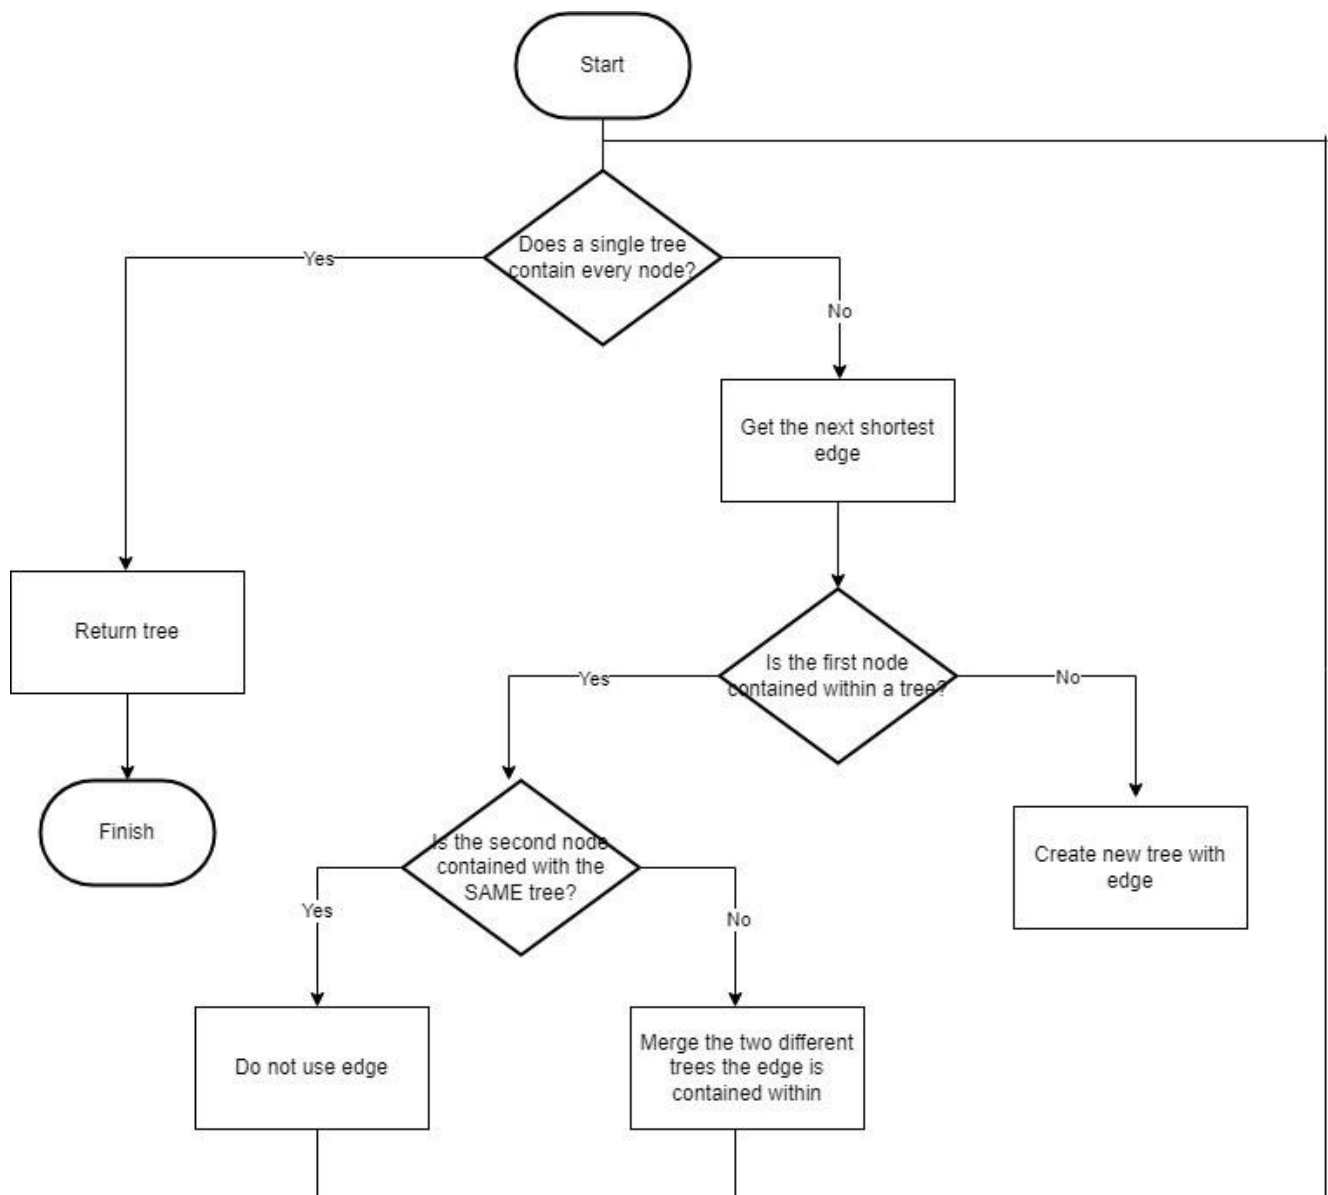 Start
Does a single tree
contain every node?
Yes
No
Get the next shortest
edge
Return tree
Is the first node
contained within a tree?
Yes
No
Finish
Is the second node
contained with the
SAME tree?
Create new tree with
edge
Yes
No
Do not use edge
Merge the two different
trees the edge is
contained within